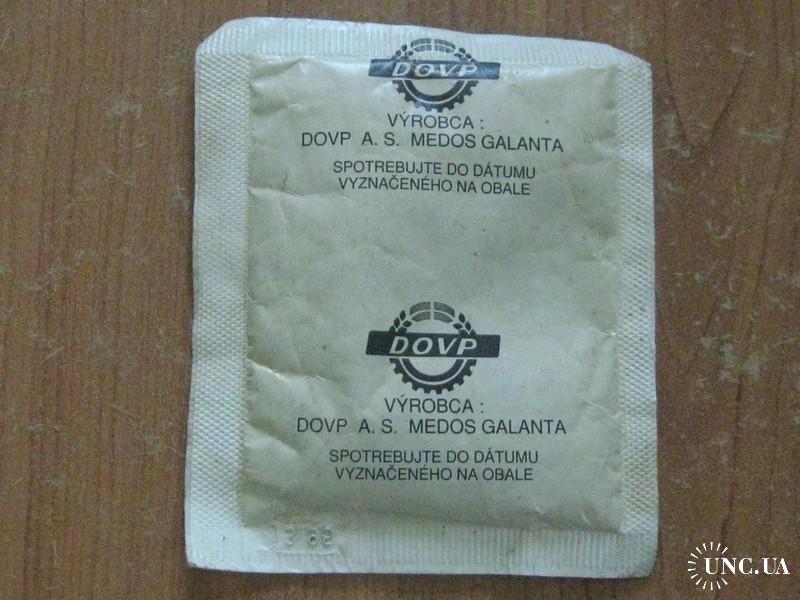 DOVP
VÝROBCA :
DOVP A. S. MEDOS GALANTA
SPOTREBUJTE DO DÁTUMU
VYZNAČENÉHO NA OBALE
DOVP
VÝROBCA :
DOVP A. S. MEDOS GALANTA
SPOTREBUJTE DO DÁTUMU
VYZNAČENÉHO NA OBALE
UNC.UA